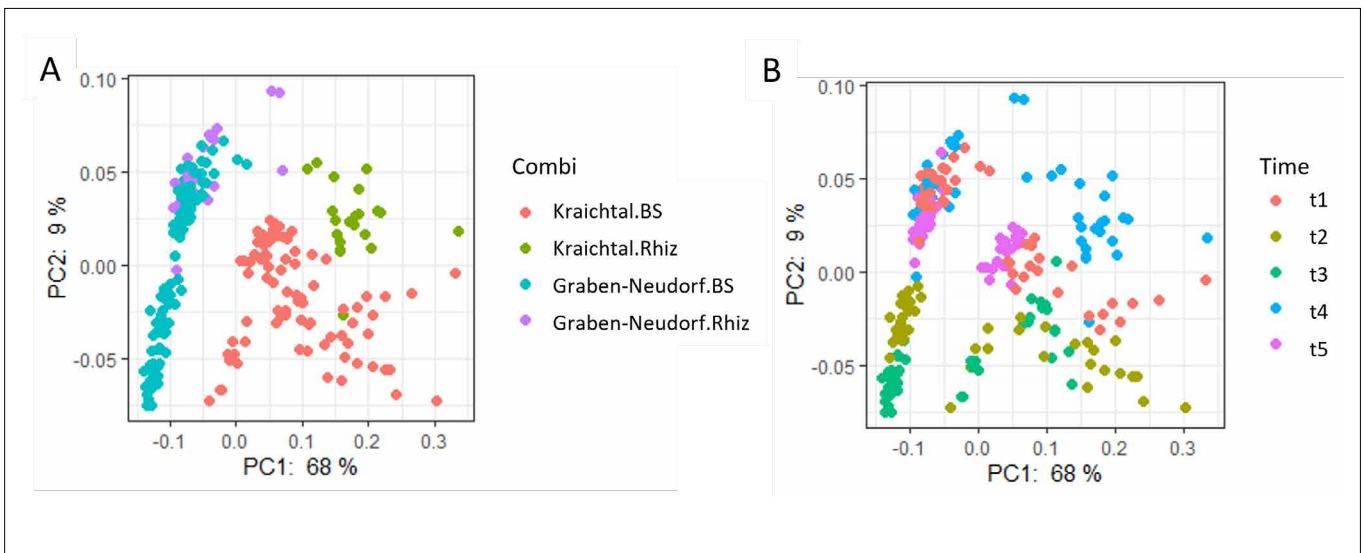 A
0.10
0.05
0.00
-0.05
PC2: 9 %
-0.1 0.0 0.1 0.2 0.3
PC1: 68 %
Combi
Kraichtal.BS
Kraichtal.Rhiz
Graben-Neudorf.BS
Graben-Neudorf.Rhiz
B
0.10
0.05
0.00
-0.05
PC2: 9 %
-0.1 0.0 0.1 0.2 0.3
PC1: 68 %
Time
t1
t2
t3
t4
t5